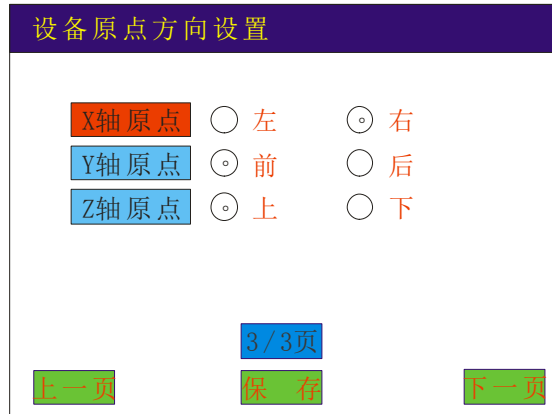 设备原点方向设置
X轴原点 左 右
Y轴原点 前 后
Z轴原点 上 下
3/3页
上一页 保 存 下一页